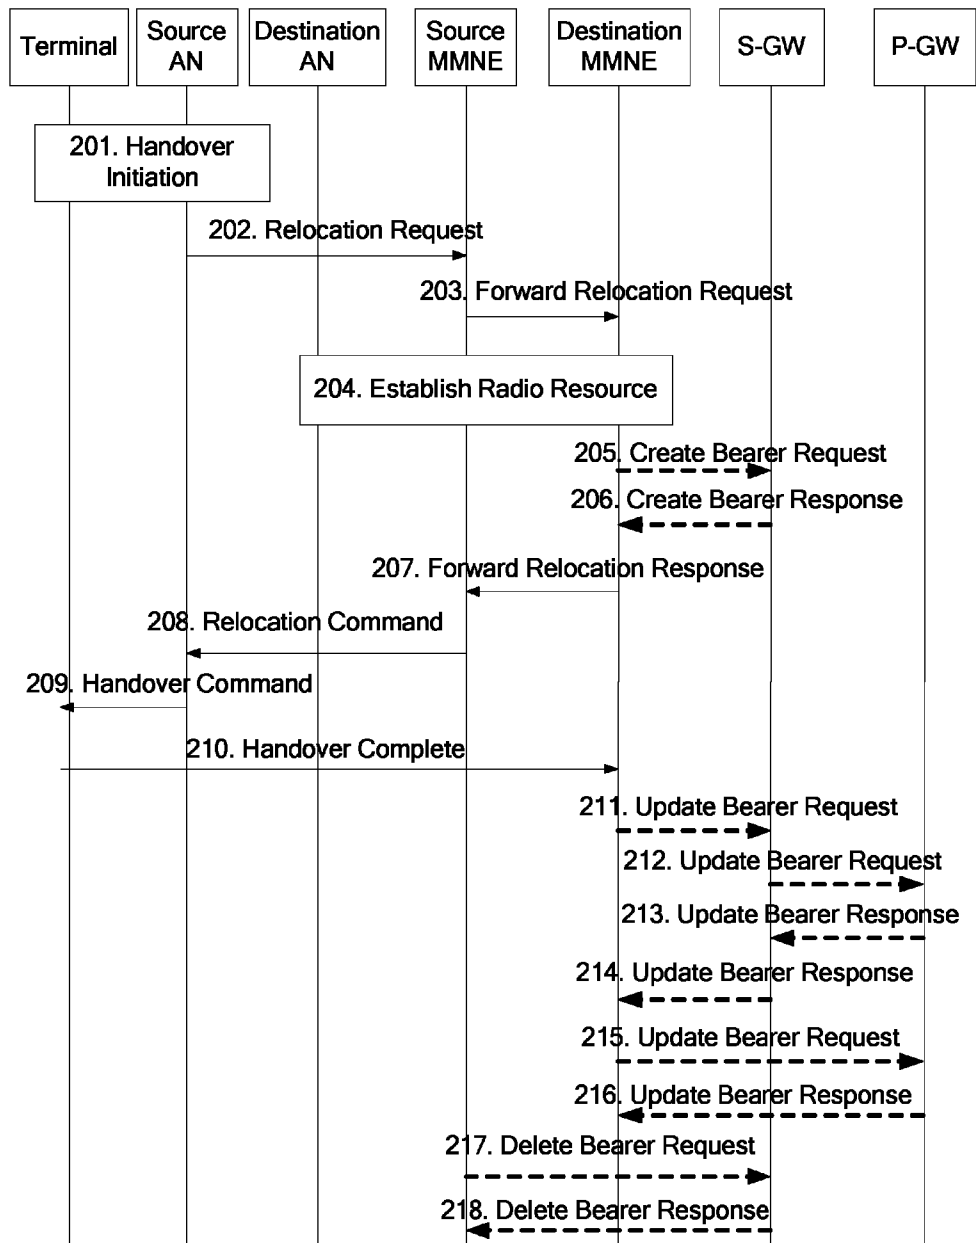 Terminal
Source
AN
Destination
AN
Source
MMNE
Destination
MMNE
S-GW
P-GW
201. Handover
Initiation
202. Relocation Request
203. Forward Relocation Request
204. Establish Radio Resource
205. Create Bearer Request
206. Create Bearer Response
207. Forward Relocation Response
208. Relocation Command
209. Handover Command
210. Handover Complete
211. Update Bearer Request
212. Update Bearer Request
213. Update Bearer Response
214. Update Bearer Response
215. Update Bearer Request
216. Update Bearer Response
217. Delete Bearer Request
218. Delete Bearer Response